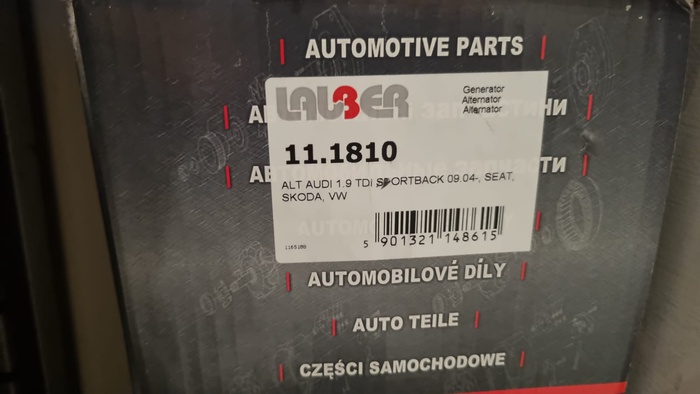 AUTOMOTIVE PARTS
LAUBER
Generator
Alternator
Alternator
11.1810
ALT AUDI 1.9 TDI SPORTBACK 09.04-, SEAT,
SKODA, VW
5 901321 148615
AUTOMOBILOVÉ DÍLY
AUTO TEILE
CZĘŚCI SAMOCHODOWE